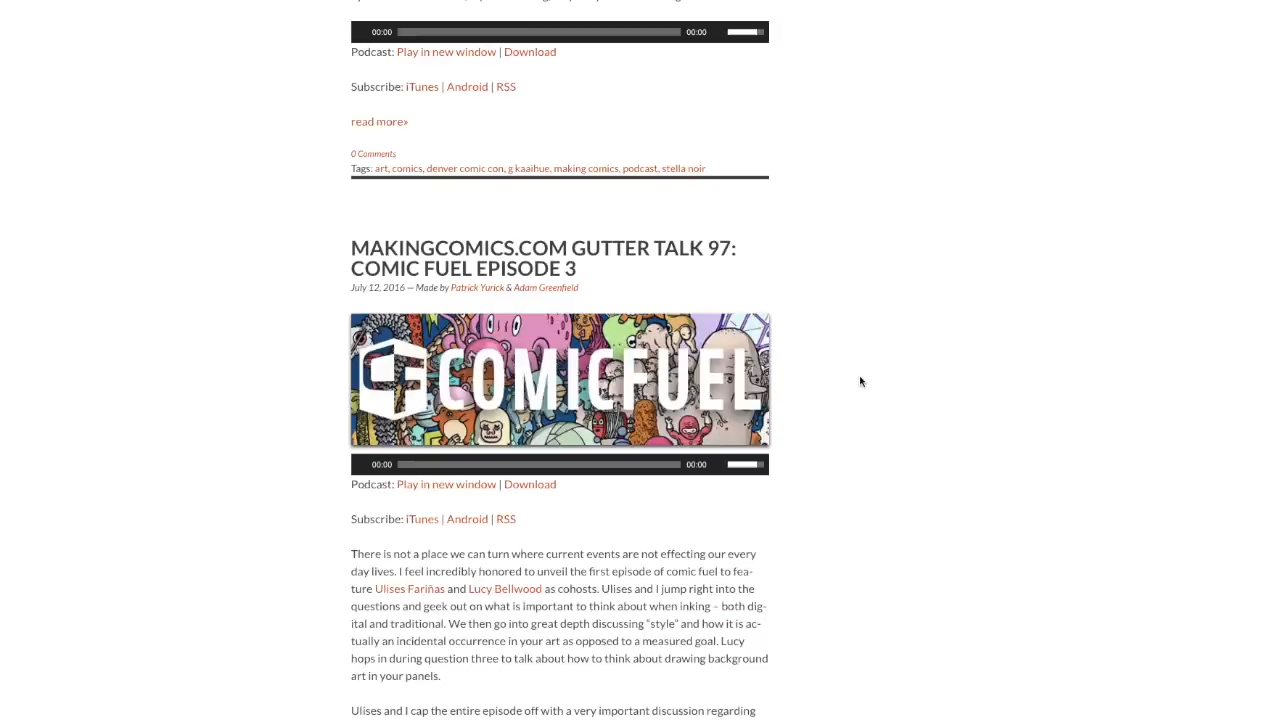 00:00 00:00
Podcast: Play in new window | Download
Subscribe: iTunes | Android | RSS
read more»
0 Comments
Tags: art, comics, denver comic con, g kaaihue, making comics, podcast, stella noir
MAKINGCOMICS.COM GUTTER TALK 97:
COMIC FUEL EPISODE 3
July 12, 2016 — Made by Patrick Yurick & Adam Greenfield
COMICFUEL
00:00 00:00
Podcast: Play in new window | Download
Subscribe: iTunes | Android | RSS
There is not a place we can turn where current events are not effecting our every
day lives. I feel incredibly honored to unveil the first episode of comic fuel to fea-
ture Ulises Fariñas and Lucy Bellwood as cohosts. Ulises and I jump right into the
questions and geek out on what is important to think about when inking – both dig-
ital and traditional. We then go into great depth discussing “style” and how it is ac-
tually an incidental occurrence in your art as opposed to a measured goal. Lucy
hops in during question three to talk about how to think about drawing background
art in your panels.
Ulises and I cap the entire episode off with a very important discussion regarding